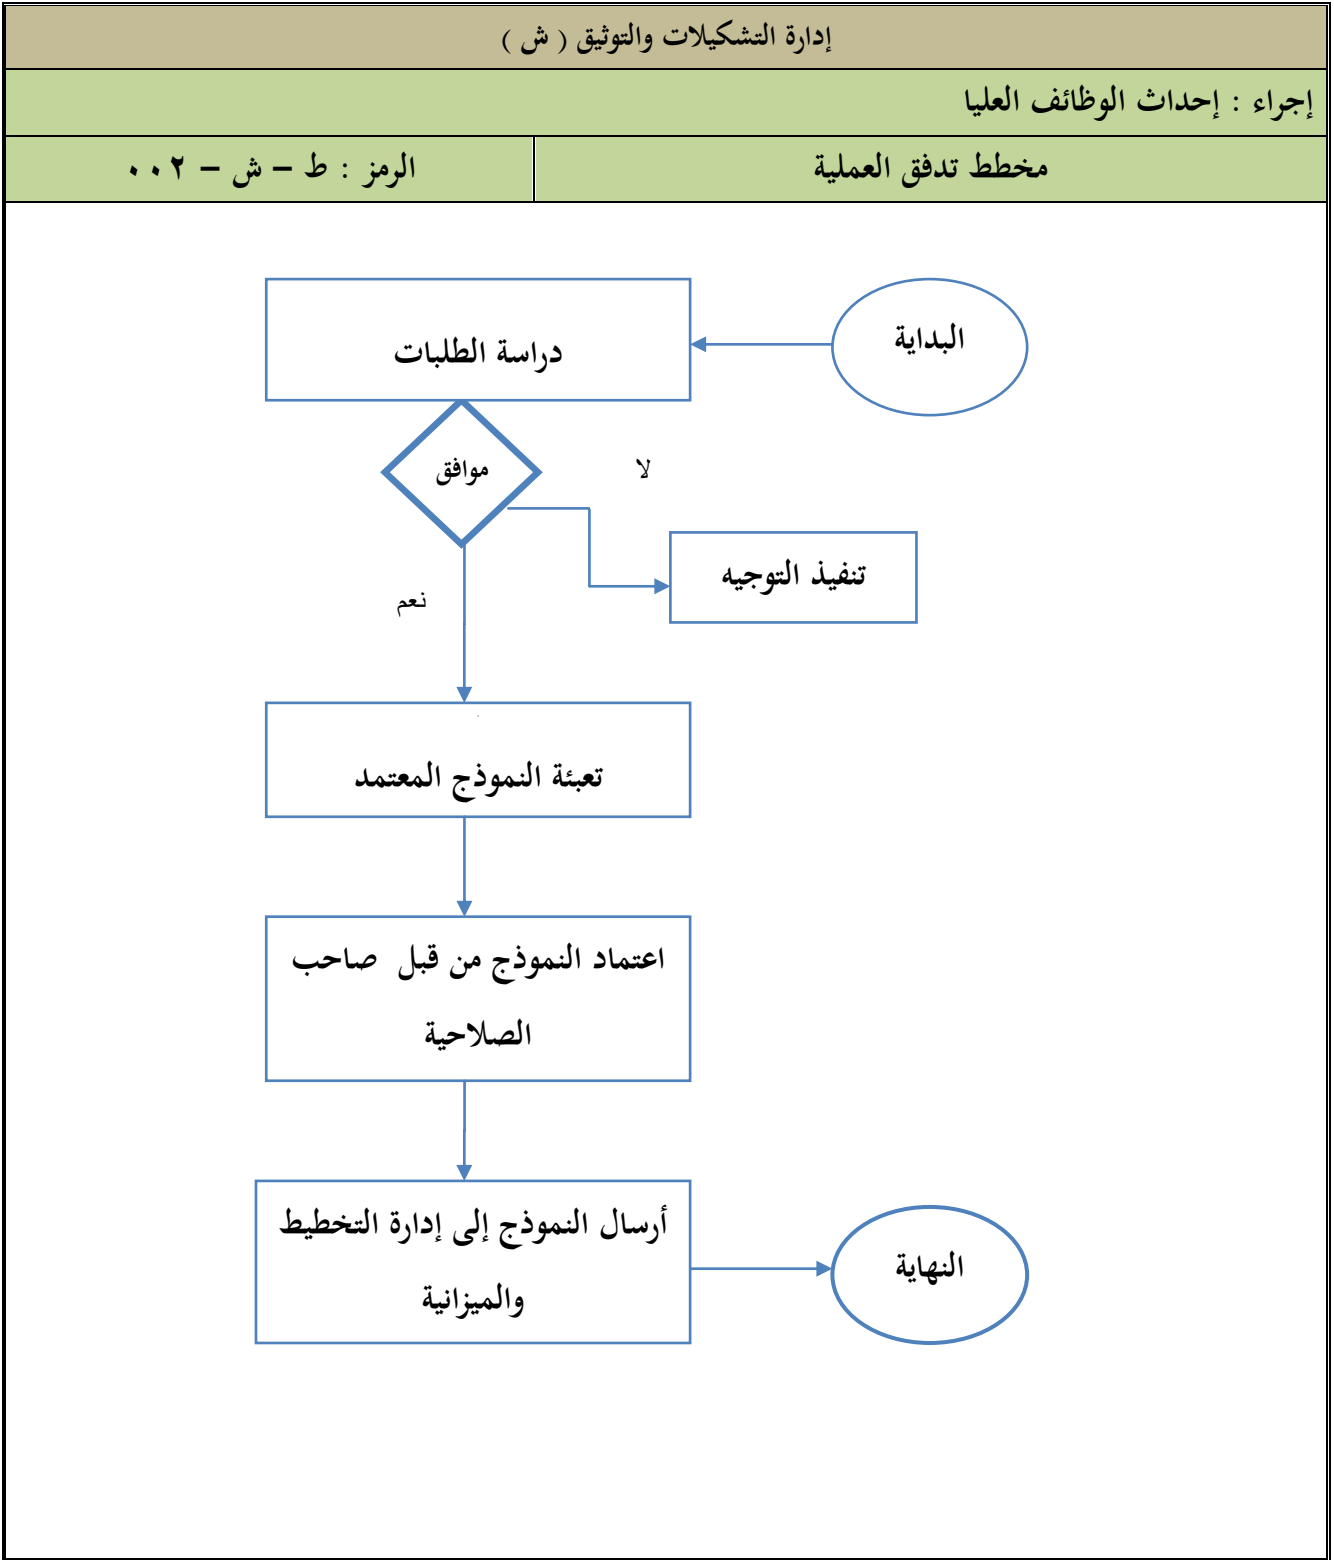 إدارة التشكيلات والتوثيق ( ش )
إجراء : إحداث الوظائف العليا
مخطط تدفق العملية
الرمز : ط – ش – ٠٠٢
البداية
دراسة الطلبات
موافق
لا
تنفيذ التوجيه
نعم
تعبئة النموذج المعتمد
اعتماد النموذج من قبل صاحب
الصلاحية
أرسال النموذج إلى إدارة التخطيط
والميزانية
النهاية